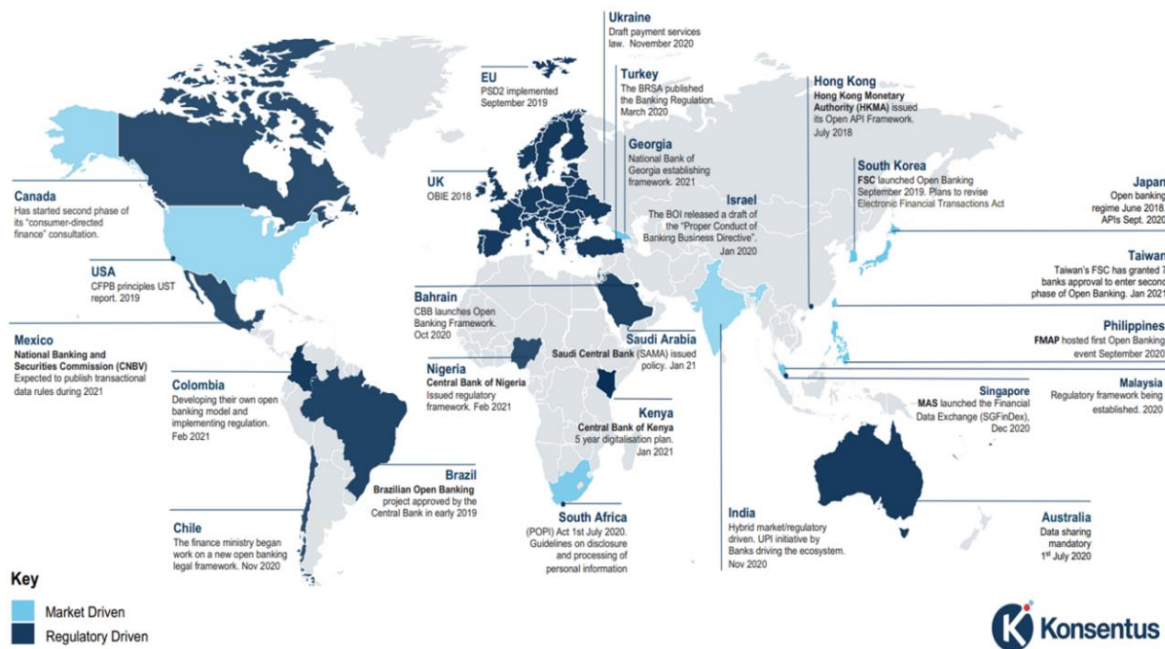 Ukraine
Draft payment services
law. November 2020
EU
PSD2 implemented
September 2019
Turkey
The BRSA published
the Banking Regulation.
March 2020
Hong Kong
Hong Kong Monetary
Authority (HKMA) issued
its Open API Framework.
July 2018
Georgia
National Bank of
Georgia establishing
framework. 2021
South Korea
FSC launched Open Banking
September 2019. Plans to revise
Electronic Financial Transactions Act
Japan
Open banking
regime June 2018.
APIs Sept. 2020
Canada
Has started second phase of
its “consumer-directed
finance” consultation.
UK
OBIE 2018
Israel
The BOI released a draft of
the “Proper Conduct of
Banking Business Directive”.
Jan 2020
Taiwan
Taiwan's FSC has granted 7
banks approval to enter second
phase of Open Banking. Jan 2021
USA
CFPB principles UST
report. 2019
Bahrain
CBB launches Open
Banking Framework.
Oct 2020
Saudi Arabia
Saudi Central Bank (SAMA) issued
policy. Jan 21
Philippines
FMAP hosted first Open Banking
event September 2020
Mexico
National Banking and
Securities Commission (CNBV)
Expected to publish transactional
data rules during 2021
Colombia
Developing their own open
banking model and
implementing regulation.
Feb 2021
Nigeria
Central Bank of Nigeria
Issued regulatory
framework. Feb 2021
Kenya
Central Bank of Kenya
5 year digitalisation plan.
Jan 2021
Singapore
MAS launched the Financial
Data Exchange (SGFinDex),
Dec 2020
Malaysia
Regulatory framework being
established. 2020
Brazil
Brazilian Open Banking
project approved by the
Central Bank in early 2019
Chile
The finance ministry began
work on a new open banking
legal framework. Nov 2020
South Africa
(POPI) Act 1st July 2020.
Guidelines on disclosure
and processing of
personal information
India
Hybrid market/regulatory
driven. UPI initiative by
Banks driving the ecosystem.
Nov 2020
Australia
Data sharing
mandatory
1st July 2020
Key
Market Driven
Regulatory Driven
K Konsentus